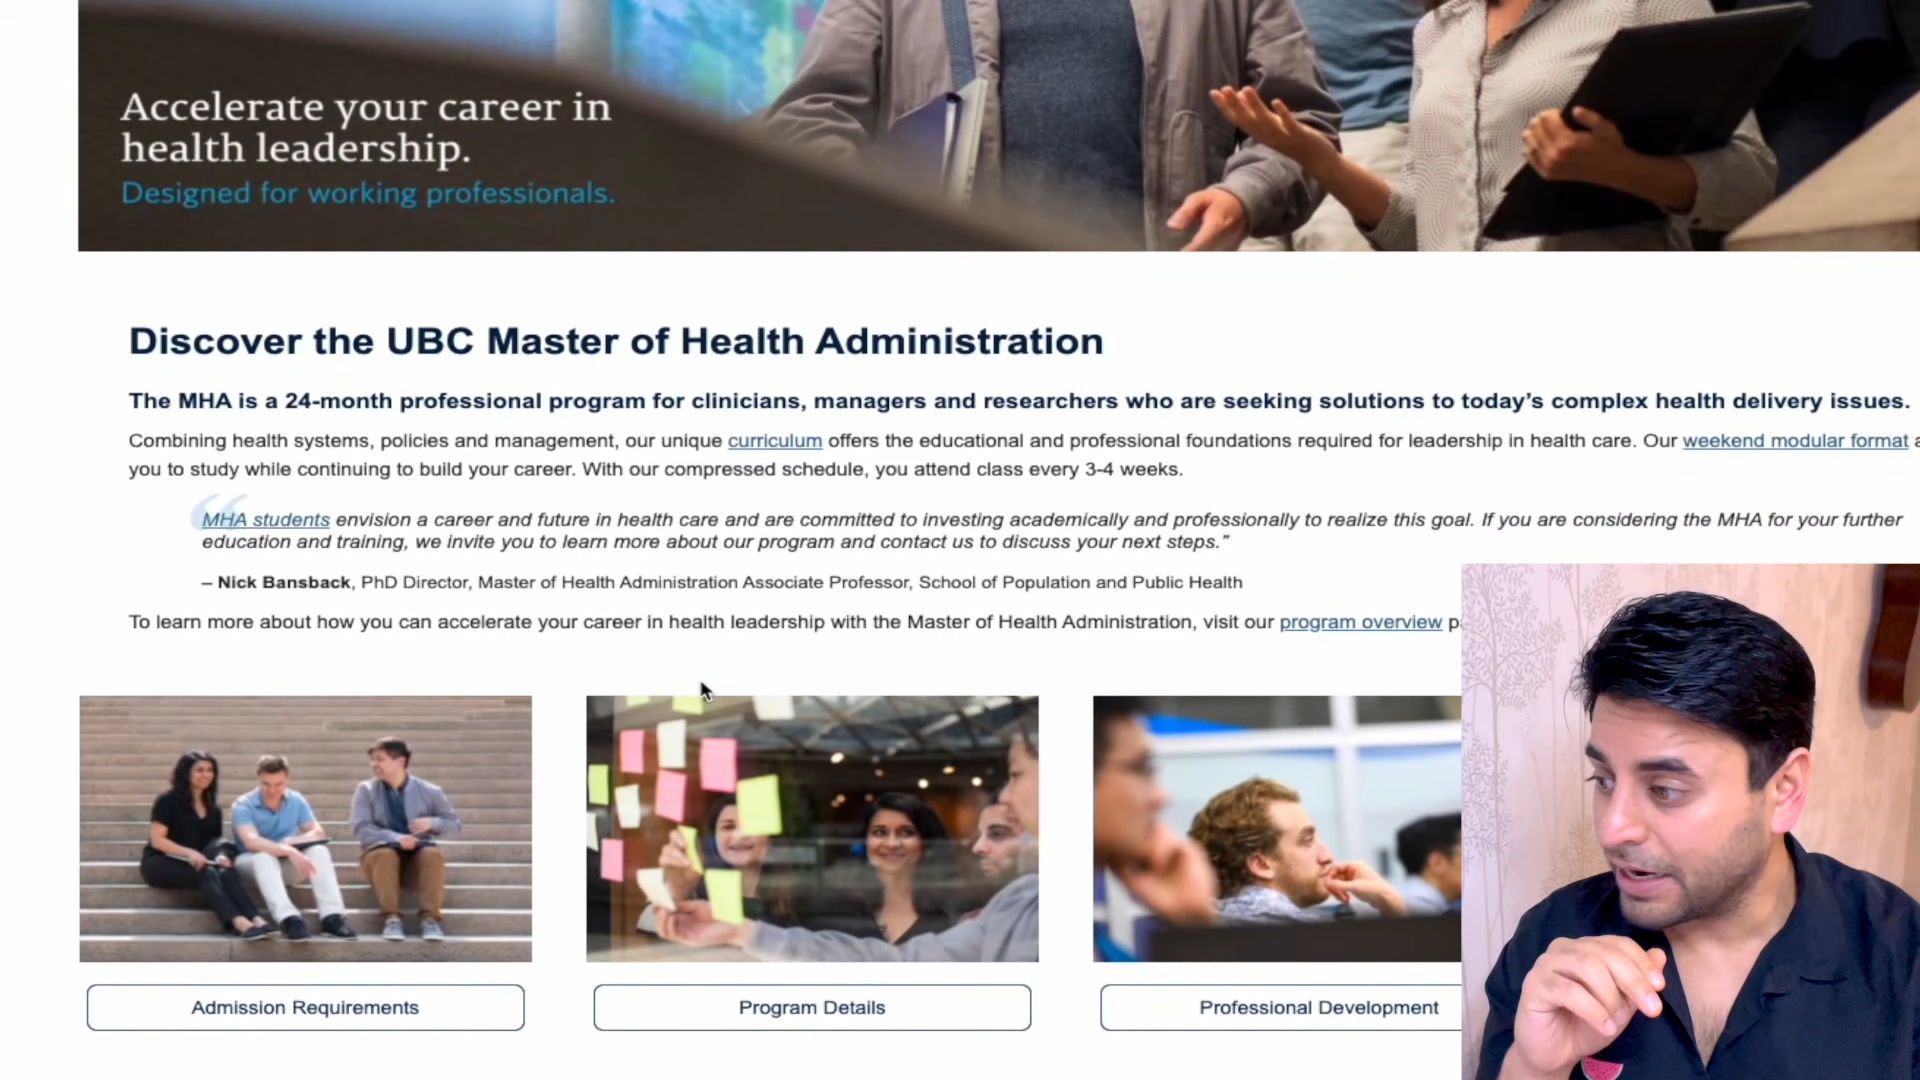 Accelerate your career in
health leadership.
Designed for working professionals.
Discover the UBC Master of Health Administration
The MHA is a 24-month professional program for clinicians, managers and researchers who are seeking solutions to today’s complex health delivery issues.
Combining health systems, policies and management, our unique curriculum offers the educational and professional foundations required for leadership in health care. Our weekend modular format
you to study while continuing to build your career. With our compressed schedule, you attend class every 3-4 weeks.
“MHA students envision a career and future in health care and are committed to investing academically and professionally to realize this goal. If you are considering the MHA for your further
education and training, we invite you to learn more about our program and contact us to discuss your next steps.”
– Nick Bansback, PhD Director, Master of Health Administration Associate Professor, School of Population and Public Health
To learn more about how you can accelerate your career in health leadership with the Master of Health Administration, visit our program overview
Admission Requirements
Program Details
Professional Development